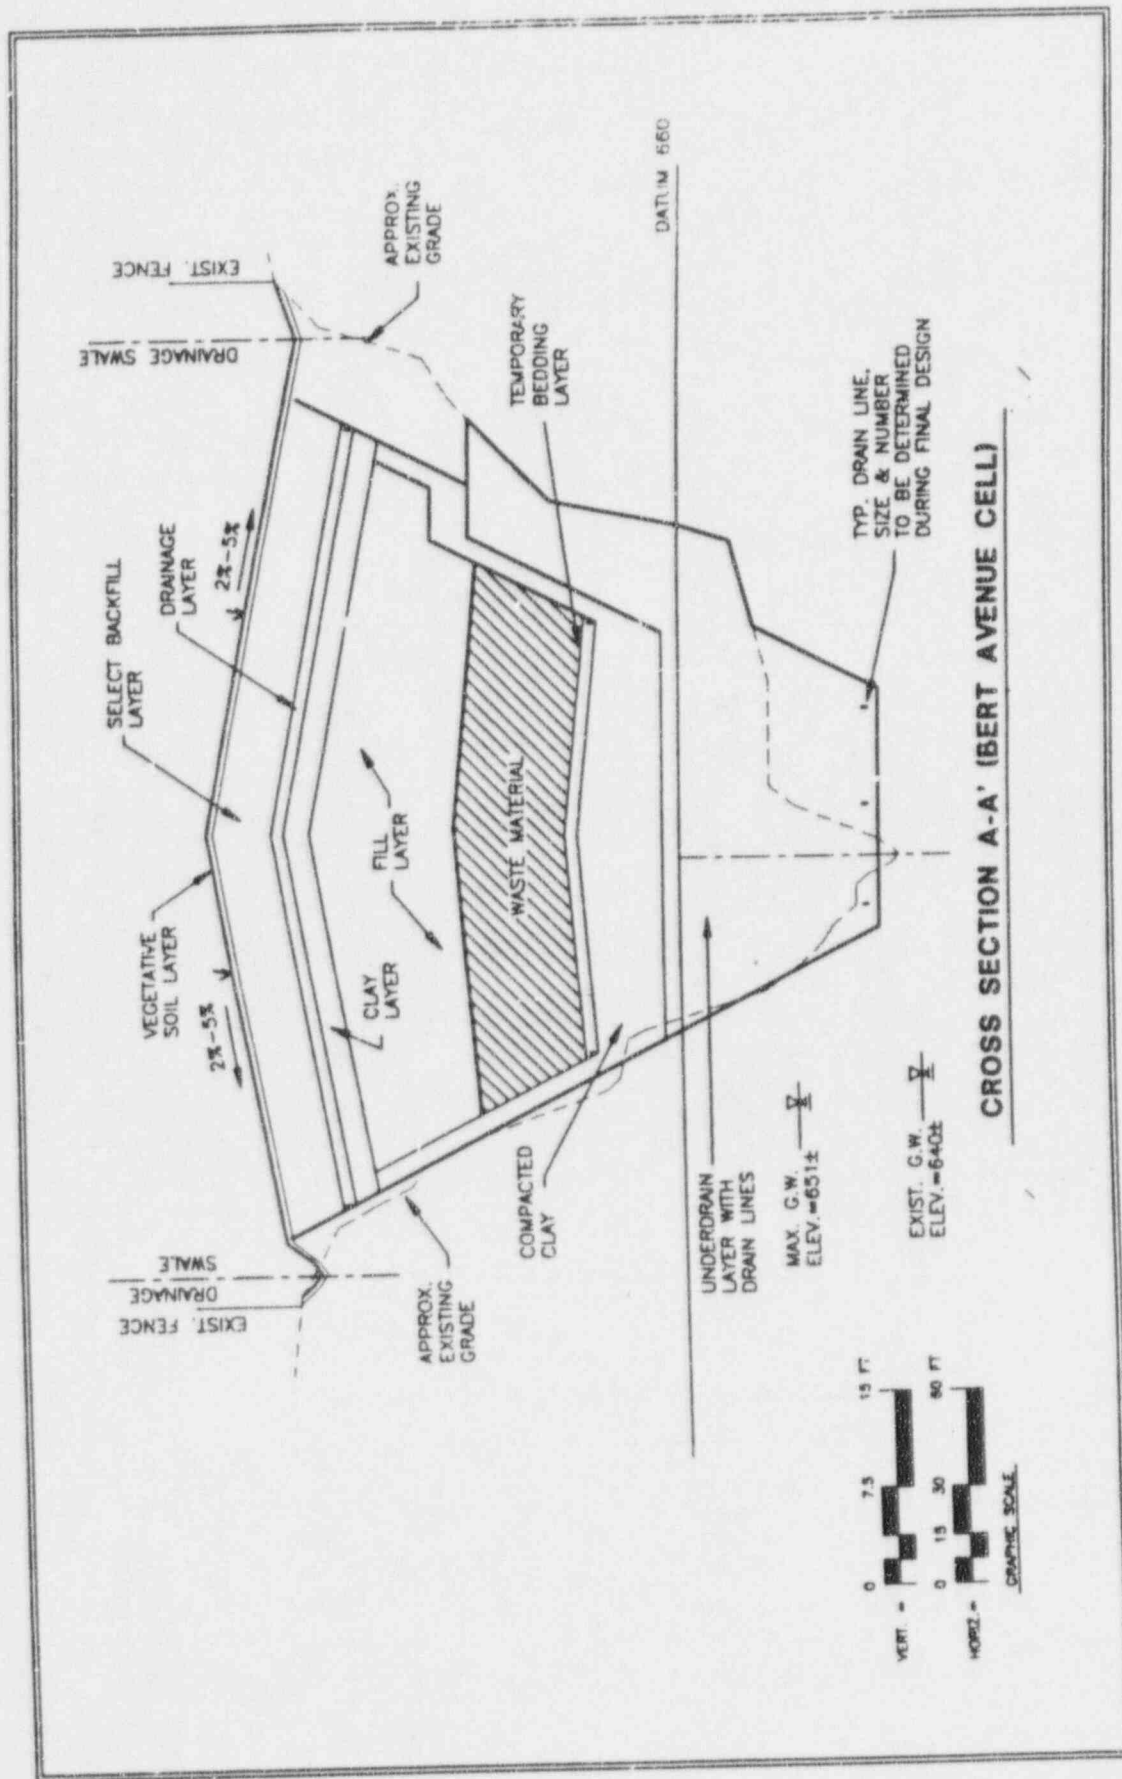 EXIST. FENCE
DRAINAGE
SWALE
VEGETATIVE
SOIL LAYER
2%-5%
SELECT BACKFILL
LAYER
DRAINAGE
LAYER
2%-5%
DRAINAGE SWALE
EXIST. FENCE
APPROX.
EXISTING
GRADE
CLAY
LAYER
FILL
LAYER
APPROX.
EXISTING
GRADE
TEMPORARY
BEDDING
LAYER
WASTE MATERIAL
COMPACTED
CLAY
DATUM 660
UNDERDRAIN
LAYER WITH
DRAIN LINES
MAX. G.W.
ELEV.=651±
EXIST. G.W.
ELEV.=640±
TYP. DRAIN LINE,
SIZE & NUMBER
TO BE DETERMINED
DURING FINAL DESIGN
0 7.5 15 FT
VERT. =
0 15 30 60 FT
HORIZ.=
GRAPHIC SCALE
CROSS SECTION A-A' (BERT AVENUE CELL)